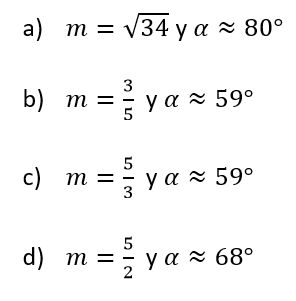 a) m = √34 y α ≈ 80°
b) m = 3/5 y α ≈ 59°
c) m = 5/3 y α ≈ 59°
d) m = 5/2 y α ≈ 68°